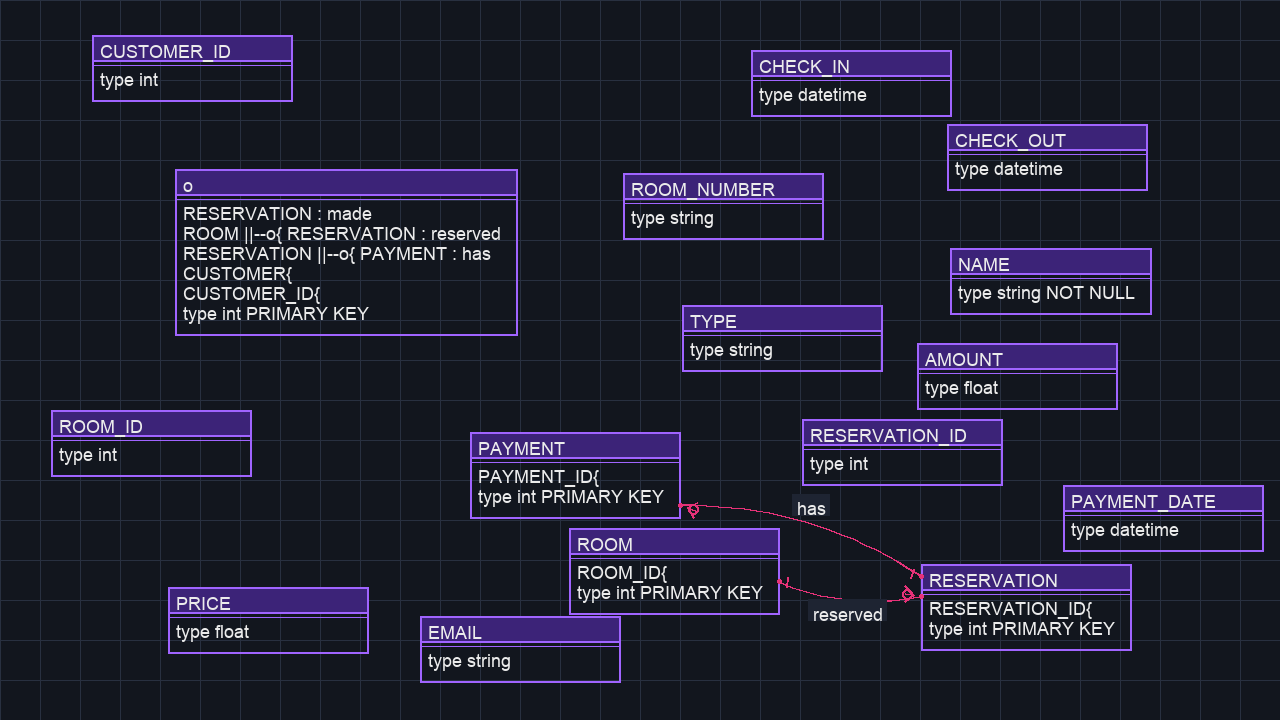 CUSTOMER_ID
type int
CHECK_IN
type datetime
CHECK_OUT
type datetime
o
RESERVATION : made
ROOM ||--o{ RESERVATION : reserved
RESERVATION ||--o{ PAYMENT : has
CUSTOMER{
CUSTOMER_ID{
type int PRIMARY KEY
ROOM_NUMBER
type string
NAME
type string NOT NULL
TYPE
type string
AMOUNT
type float
ROOM_ID
type int
PAYMENT
PAYMENT_ID{
type int PRIMARY KEY
RESERVATION_ID
type int
has
PAYMENT_DATE
type datetime
ROOM
ROOM_ID{
type int PRIMARY KEY
reserved
RESERVATION
RESERVATION_ID{
type int PRIMARY KEY
PRICE
type float
EMAIL
type string